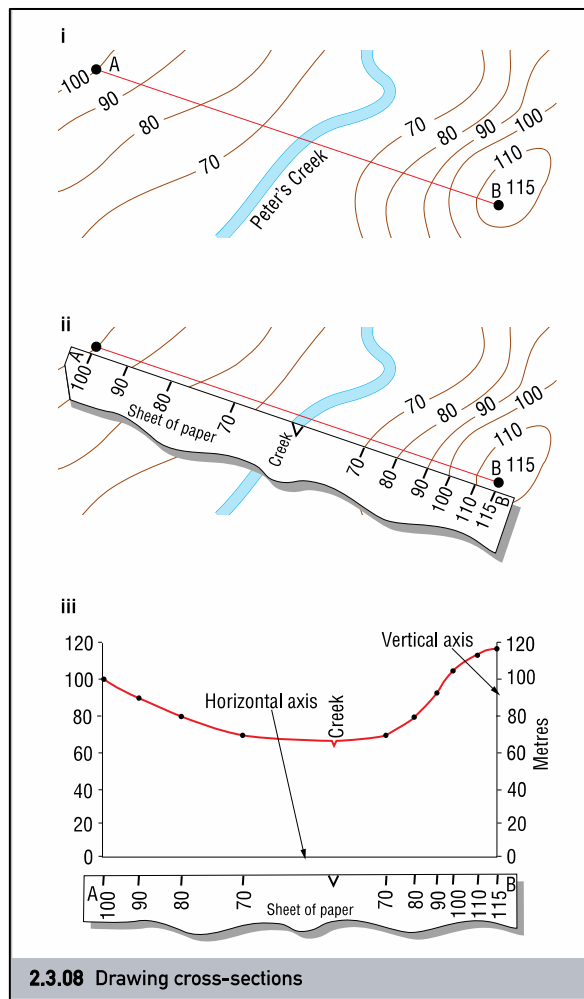 i
A
100
90
80
70
Peter's Creek
70
80
90
100
110
B 115
ii
A
100
90
80
70
Sheet of paper
Creek
70
80
90
100
110
115
B
70
80
90
100
110
B 115
iii
120
100
80
60
40
20
0
Horizontal axis
Creek
Vertical axis
120
100
80
60
40
20
0
Metres
A
100
90
80
70
Sheet of paper
70
80
90
100
110
115
B
2.3.08 Drawing cross-sections